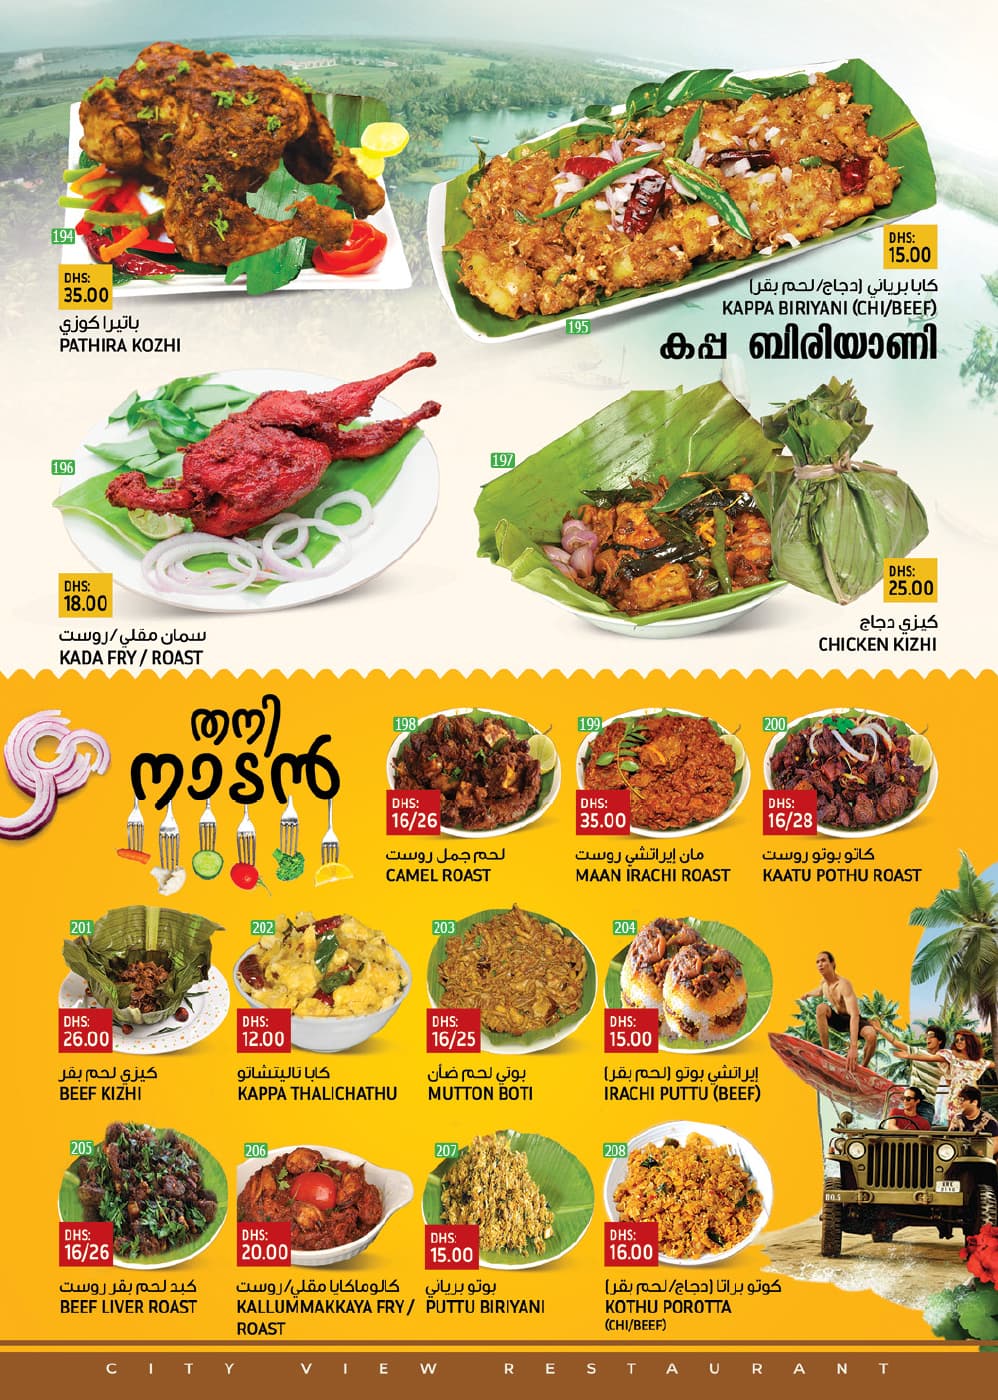 194
DHS:
35.00
باتيرا كوزي
PATHIRA KOZHI
195
DHS:
15.00
كابا برياني (دجاج/لحم بقر)
KAPPA BIRIYANI (CHI/BEEF)
കപ്പ ബിരിയാണി
196
DHS:
18.00
سمان مقلي/روست
KADA FRY / ROAST
197
DHS:
25.00
كيزي دجاج
CHICKEN KIZHI
തനി
നാടൻ
198
DHS:
16/26
لحم جمل روست
CAMEL ROAST
199
DHS:
35.00
مان إيراتشي روست
MAAN IRACHI ROAST
200
DHS:
16/28
كاتو بوتو روست
KAATU POTHU ROAST
201
DHS:
26.00
كيزي لحم بقر
BEEF KIZHI
202
DHS:
12.00
كابا تاليتشاتو
KAPPA THALICHATHU
203
DHS:
16/25
بوتي لحم ضأن
MUTTON BOTI
204
DHS:
15.00
إيراتشي بوتو (لحم بقر)
IRACHI PUTTU (BEEF)
205
DHS:
16/26
كبد لحم بقر روست
BEEF LIVER ROAST
206
DHS:
20.00
كالوماكايا مقلي/روست
KALLUMMAKKAYA FRY /
ROAST
207
DHS:
15.00
بوتو برياني
PUTTU BIRIYANI
208
DHS:
16.00
كوتو براتا (دجاج/لحم بقر)
KOTHU POROTTA
(CHI/BEEF)
CITY VIEW RESTAURANT